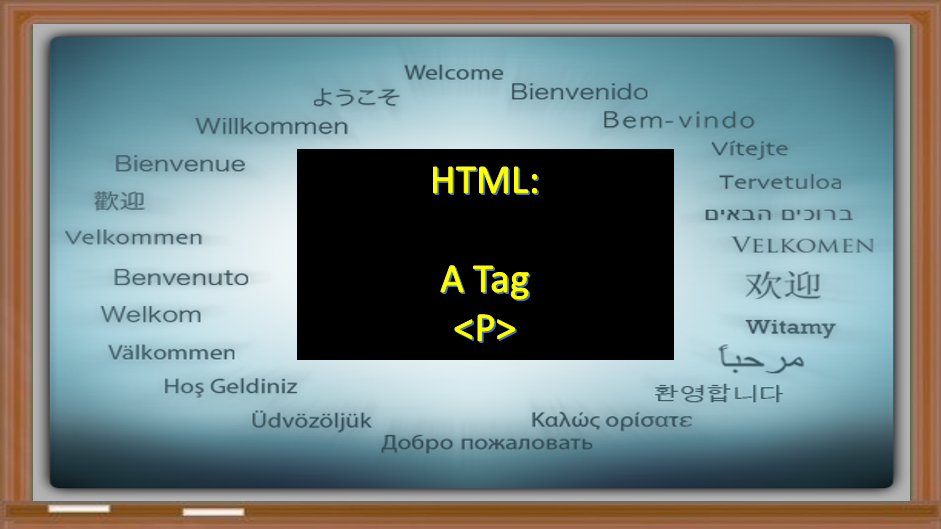 Welcome
ようこそ
Bienvenido
Willkommen
Bem-vindo
Bienvenue
Vítejte
歡迎
Tervetuloa
ברוכים הבאים
Velkommen
VELKOMEN
Benvenuto
欢迎
Welkom
Witamy
Välkommen
مرحباً
Hoş Geldiniz
환영합니다
Üdvözöljük
Καλώς ορίσατε
Добро пожаловать
HTML:
A Tag
<P>